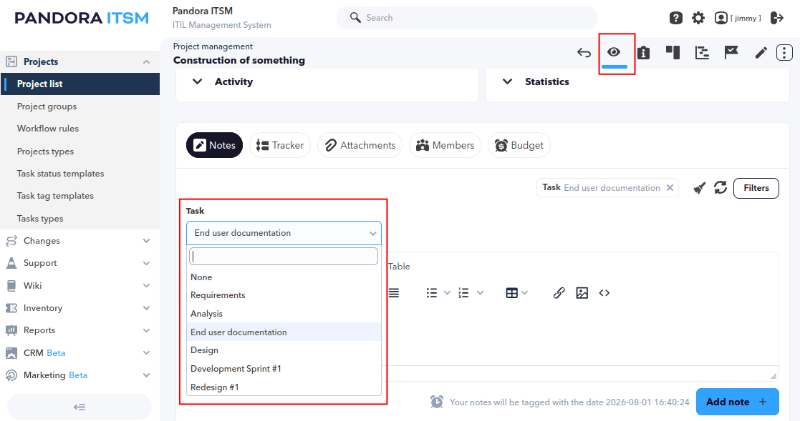 PANDORA ITSM
Pandora ITSM
ITIL Management System
Search
[ jimmy ]
Projects
Project list
Project groups
Workflow rules
Projects types
Task status templates
Task tag templates
Tasks types
Changes
Support
Wiki
Inventory
Reports
CRM Beta
Marketing Beta
Project management
Construction of something
Activity
Statistics
Notes
Tracker
Attachments
Members
Budget
Task End user documentation
Filters
Task
End user documentation
None
Requirements
Analysis
End user documentation
Design
Development Sprint #1
Redesign #1
Table
Your notes will be tagged with the date 2026-08-01 16:40:24
Add note +